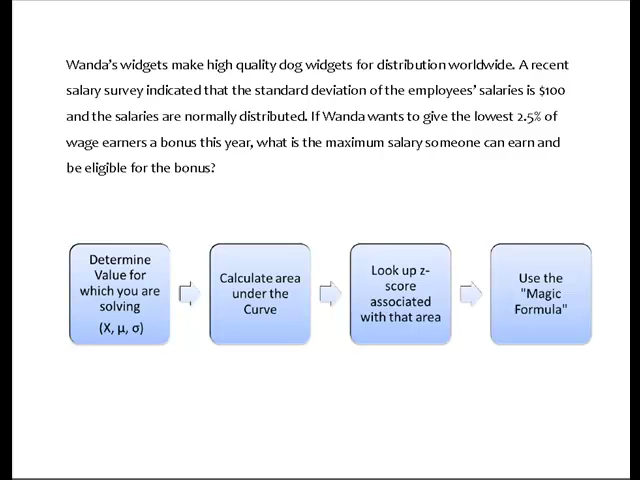 Wanda's widgets make high quality dog widgets for distribution worldwide. A recent
salary survey indicated that the standard deviation of the employees' salaries is $100
and the salaries are normally distributed. If Wanda wants to give the lowest 2.5% of
wage earners a bonus this year, what is the maximum salary someone can earn and
be eligible for the bonus?
Determine
Value for
which you are
solving
(X, μ, σ)
Calculate area
under the
Curve
Look up z-
score
associated
with that area
Use the
"Magic
Formula"